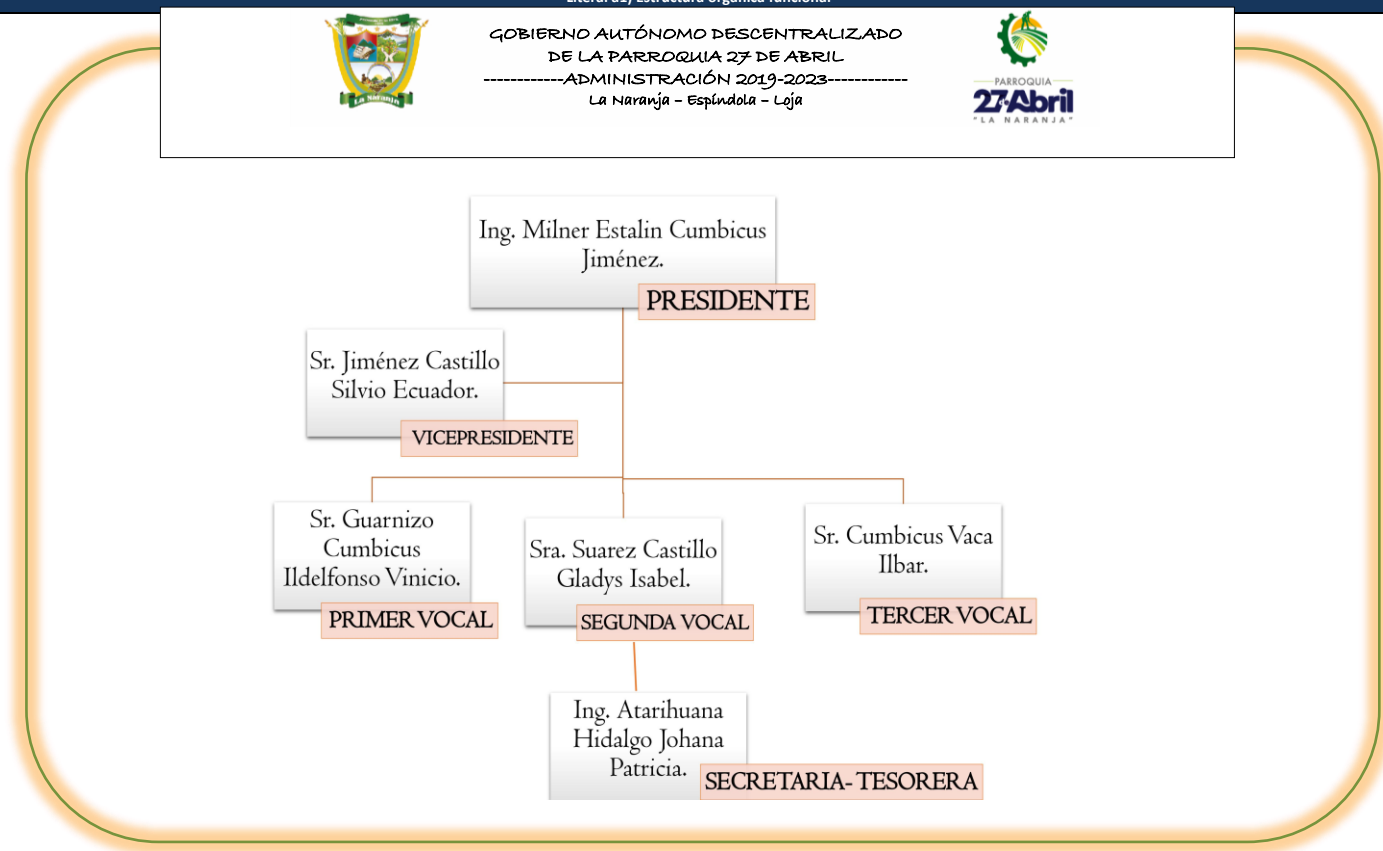 GOBIERNO AUTÓNOMO DESCENTRALIZADO
DE LA PARROQUIA 27 DE ABRIL
------------ADMINISTRACIÓN 2019-2023------------
La Naranja – Espíndola – Loja
La Naranja
PARROQUIA
27 Abril
"LA NARANJA"
Ing. Milner Estalin Cumbicus
Jiménez.
PRESIDENTE
Sr. Jiménez Castillo
Silvio Ecuador.
VICEPRESIDENTE
Sr. Guarnizo
Cumbicus
Ildelfonso Vinicio.
PRIMER VOCAL
Sra. Suarez Castillo
Gladys Isabel.
SEGUNDA VOCAL
Sr. Cumbicus Vaca
Ilbar.
TERCER VOCAL
Ing. Atarihuana
Hidalgo Johana
Patricia.
SECRETARIA- TESORERA